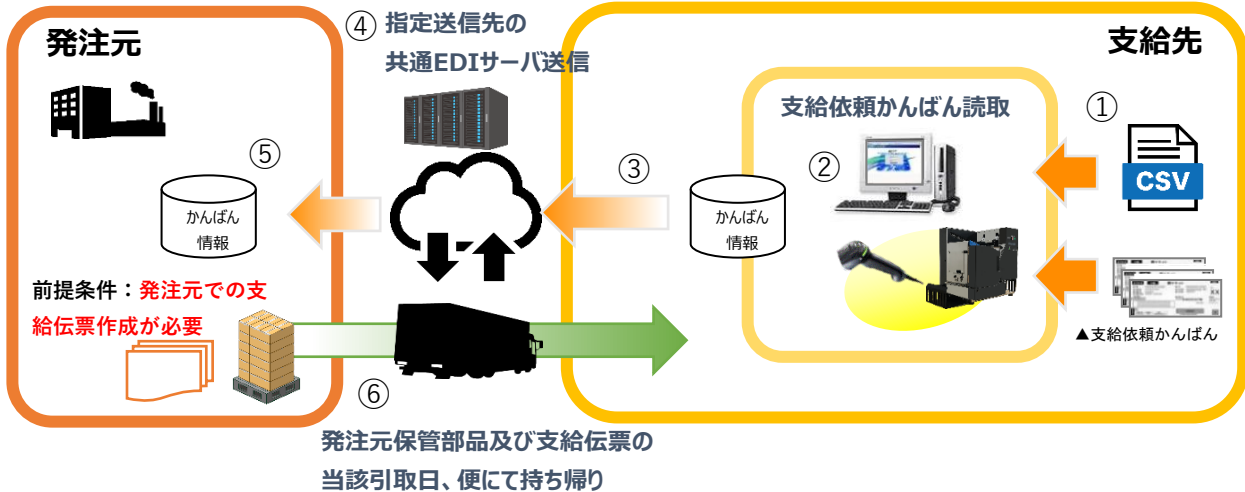 発注元
④ 指定送信先の
共通EDIサーバ送信
支給先
支給依頼かんばん読取
①
CSV
②
③
かんばん
情報
⑤
かんばん
情報
前提条件：発注元での支
給伝票作成が必要
▲支給依頼かんばん
⑥
発注元保管部品及び支給伝票の
当該引取日、便にて持ち帰り